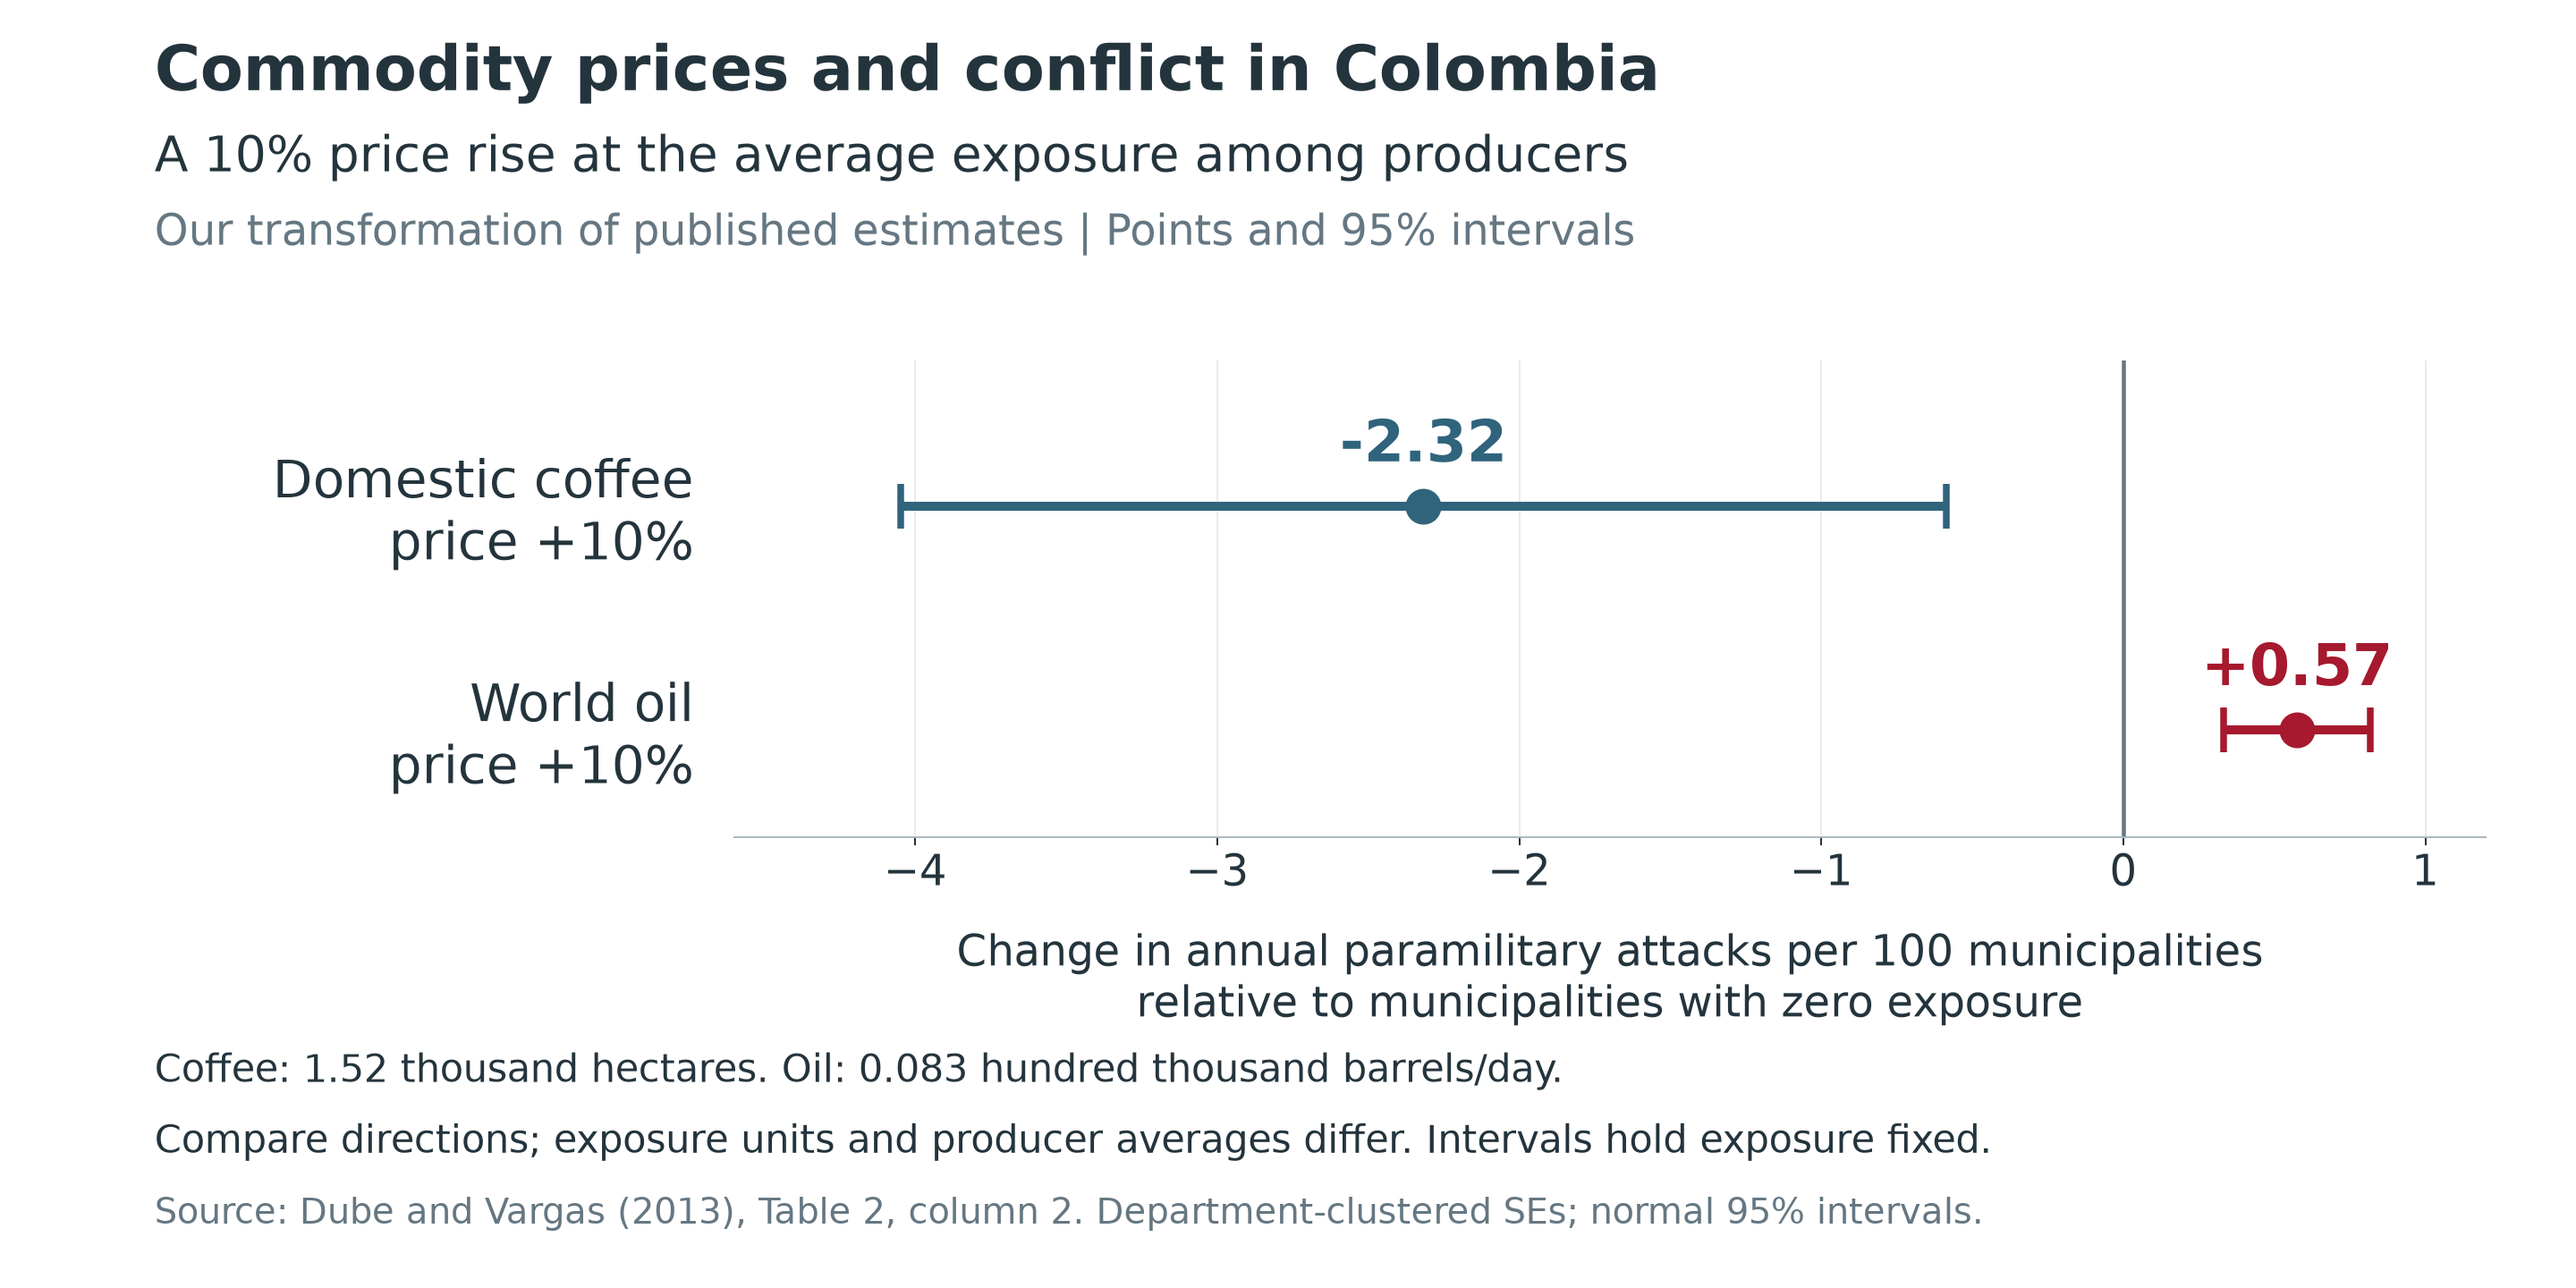 Commodity prices and conflict in Colombia
A 10% price rise at the average exposure among producers
Our transformation of published estimates | Points and 95% intervals
-2.32
Domestic coffee
price +10%
+0.57
World oil
price +10%
−4 −3 −2 −1 0 1
Change in annual paramilitary attacks per 100 municipalities
relative to municipalities with zero exposure
Coffee: 1.52 thousand hectares. Oil: 0.083 hundred thousand barrels/day.
Compare directions; exposure units and producer averages differ. Intervals hold exposure fixed.
Source: Dube and Vargas (2013), Table 2, column 2. Department-clustered SEs; normal 95% intervals.